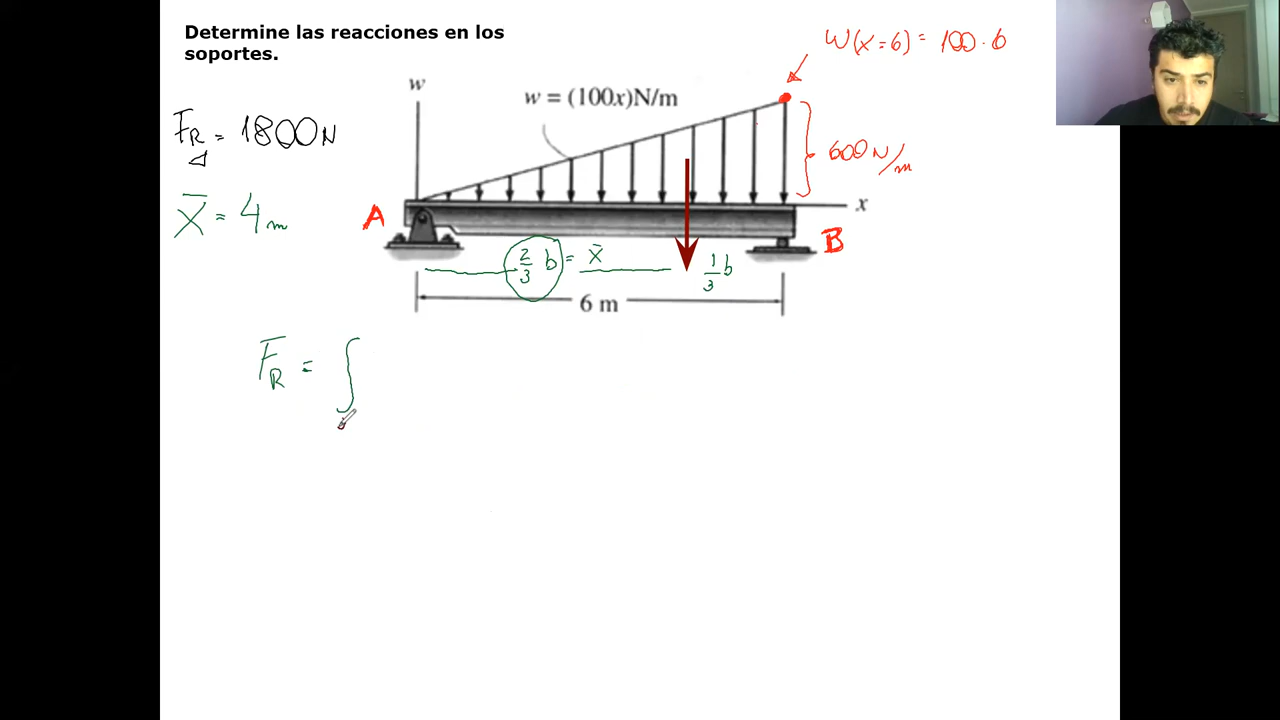 Determine las reacciones en los
soportes.
W(x=6) = 100·6
w
w = (100x)N/m
F_R = 1800N
600 N/m
x̄ = 4 m
A
x
B
2/3 b = x̄
1/3 b
6 m
F_R = ∫